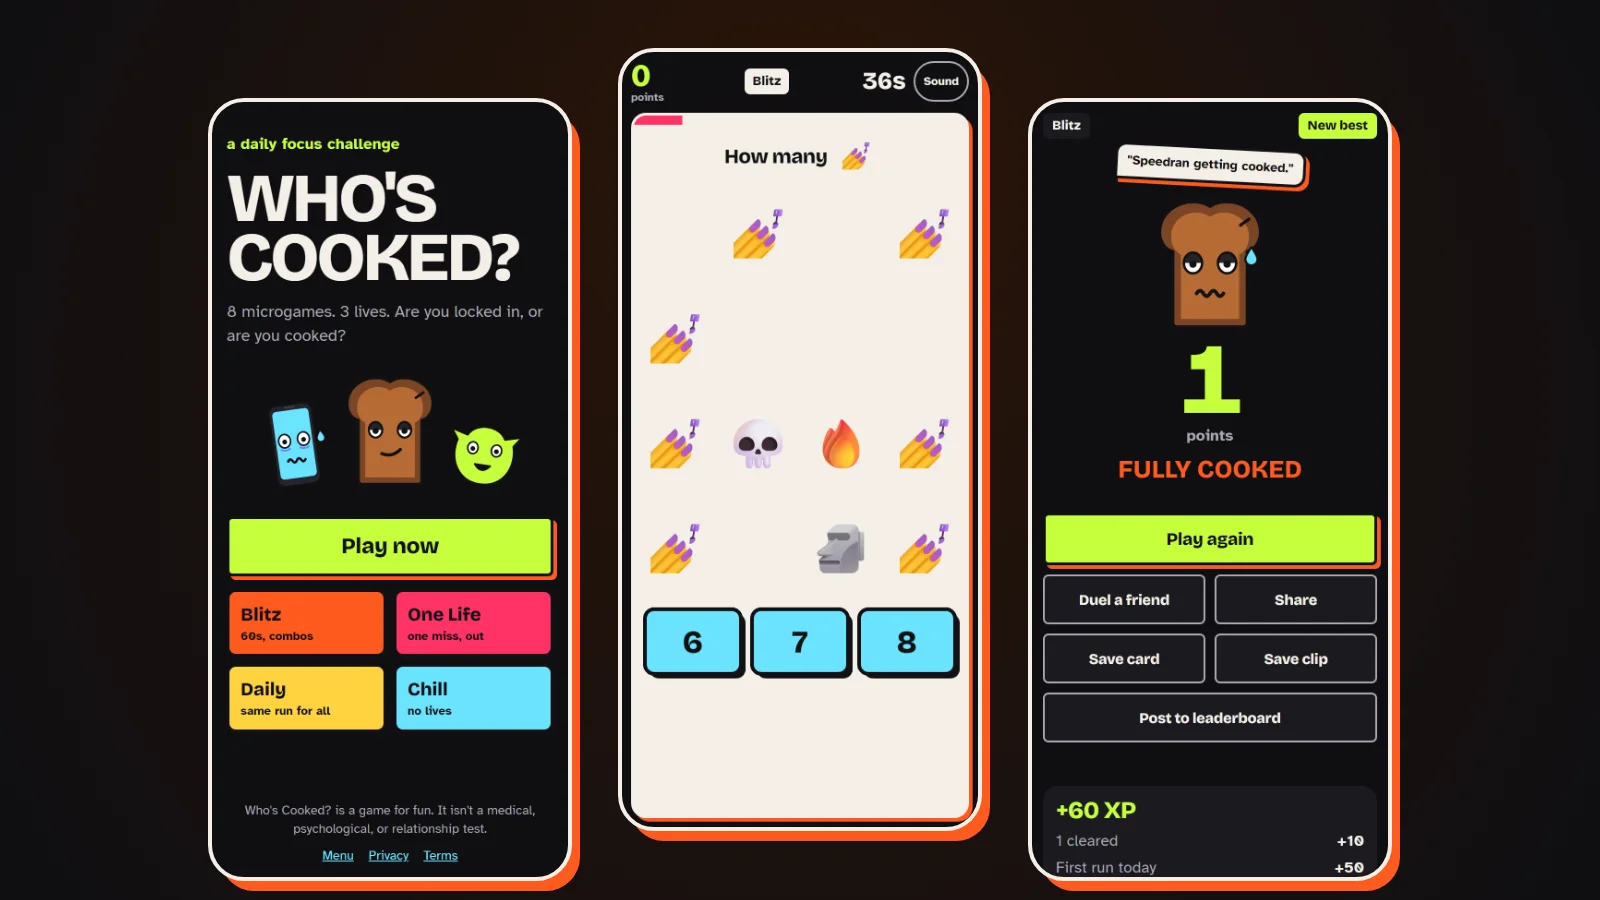 a daily focus challenge
WHO'S
COOKED?
8 microgames. 3 lives. Are you locked in, or
are you cooked?
Play now
Blitz
60s, combos
One Life
one miss, out
Daily
same run for all
Chill
no lives
Who's Cooked? is a game for fun. It isn't a medical,
psychological, or relationship test.
Menu Privacy Terms
0
points
Blitz
36s
Sound
How many
6
7
8
Blitz
New best
"Speedran getting cooked."
1
points
FULLY COOKED
Play again
Duel a friend
Share
Save card
Save clip
Post to leaderboard
+60 XP
1 cleared +10
First run today +50